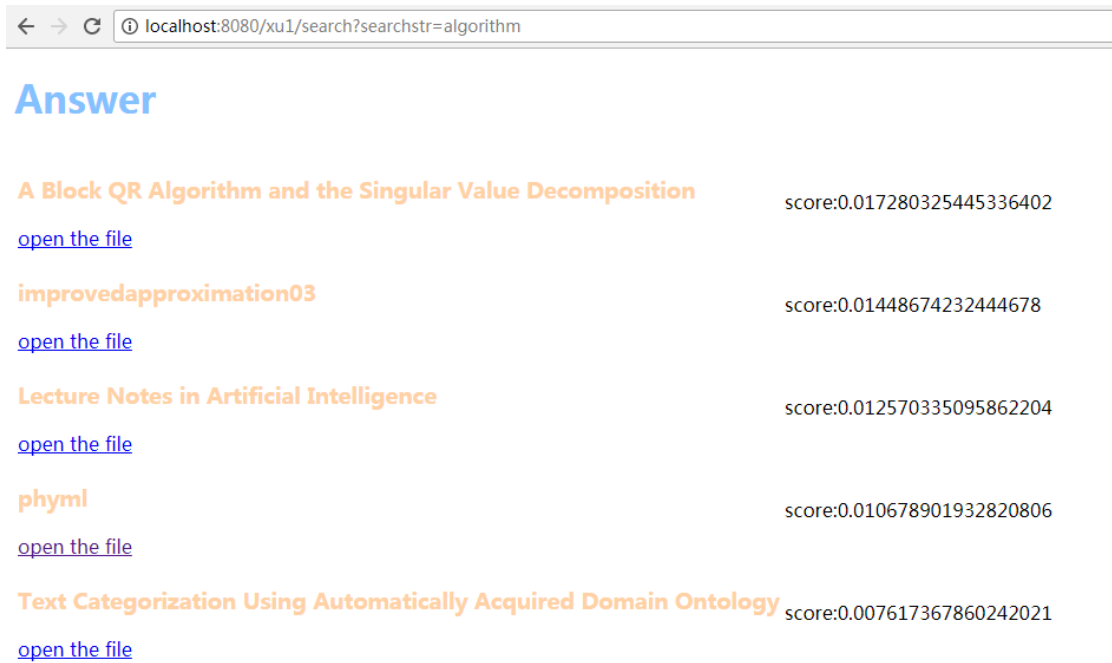 localhost:8080/xu1/search?searchstr=algorithm
Answer
A Block QR Algorithm and the Singular Value Decomposition
score:0.017280325445336402
open the file
improvedapproximation03
score:0.01448674232444678
open the file
Lecture Notes in Artificial Intelligence
score:0.012570335095862204
open the file
phyml
score:0.010678901932820806
open the file
Text Categorization Using Automatically Acquired Domain Ontology
score:0.007617367860242021
open the file